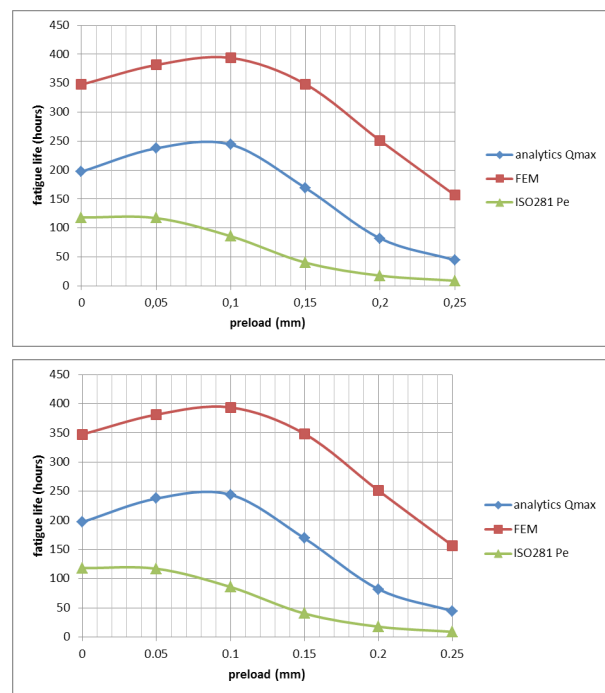 450
400
350
300
250
200
150
100
50
0
fatigue life (hours)
0 0,05 0,1 0,15 0,2 0,25
preload (mm)
analytics Qmax
FEM
ISO281 Pe
450
400
350
300
250
200
150
100
50
0
fatigue life (hours)
0 0.05 0.1 0.15 0.2 0.25
preload (mm)
analytics Qmax
FEM
ISO281 Pe